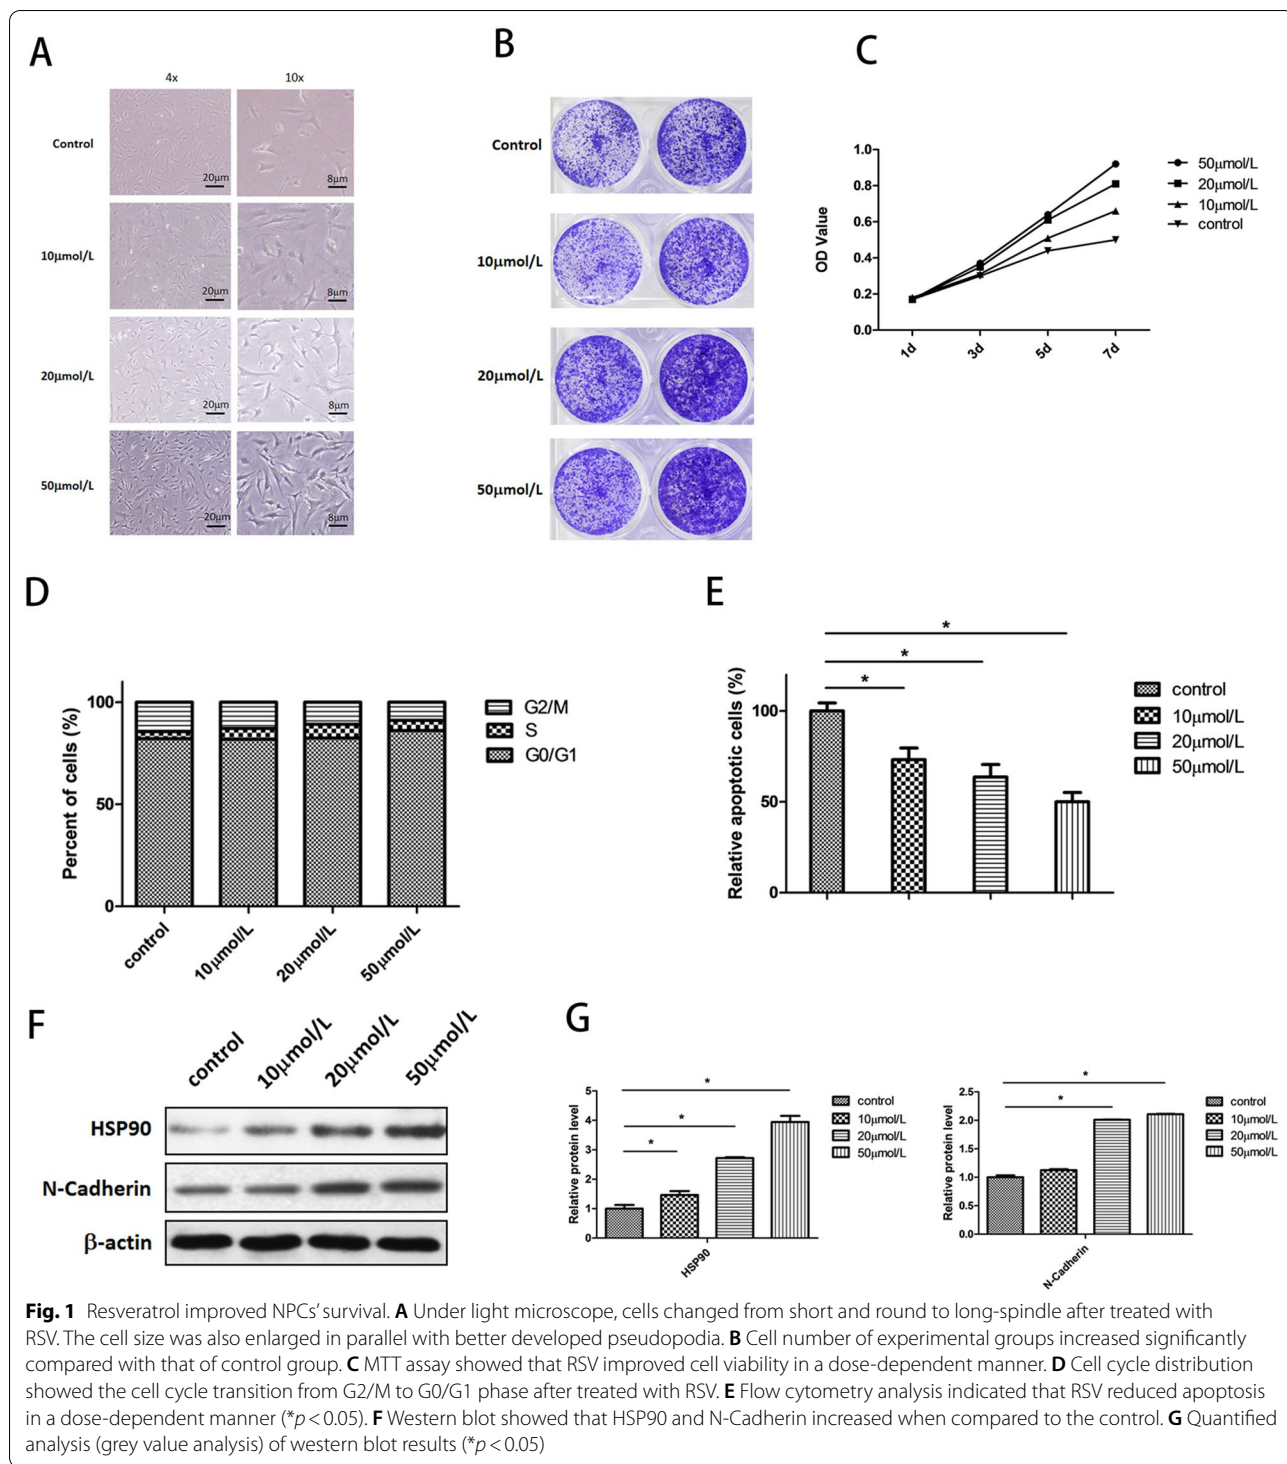 A
4x
10x
Control
20μm
8μm
10μmol/L
20μm
8μm
20μmol/L
20μm
8μm
50μmol/L
20μm
8μm
B
Control
10μmol/L
20μmol/L
50μmol/L
C
OD Value
1.0
0.8
0.6
0.4
0.2
0.0
1d
3d
5d
7d
50μmol/L
20μmol/L
10μmol/L
control
D
Percent of cells (%)
100
50
0
control
10μmol/L
20μmol/L
50μmol/L
G2/M
S
G0/G1
E
Relative apoptotic cells (%)
100
50
0
*
*
*
control
10μmol/L
20μmol/L
50μmol/L
F
control
10μmol/L
20μmol/L
50μmol/L
HSP90
N-Cadherin
β-actin
G
Relative protein level
5
4
3
2
1
0
*
*
*
HSP90
control
10μmol/L
20μmol/L
50μmol/L
Relative protein level
2.5
2.0
1.5
1.0
0.5
0.0
*
*
N-Cadherin
control
10μmol/L
20μmol/L
50μmol/L
Fig. 1 Resveratrol improved NPCs' survival. A Under light microscope, cells changed from short and round to long-spindle after treated with
RSV. The cell size was also enlarged in parallel with better developed pseudopodia. B Cell number of experimental groups increased significantly
compared with that of control group. C MTT assay showed that RSV improved cell viability in a dose-dependent manner. D Cell cycle distribution
showed the cell cycle transition from G2/M to G0/G1 phase after treated with RSV. E Flow cytometry analysis indicated that RSV reduced apoptosis
in a dose-dependent manner (*p < 0.05). F Western blot showed that HSP90 and N-Cadherin increased when compared to the control. G Quantified
analysis (grey value analysis) of western blot results (*p < 0.05)